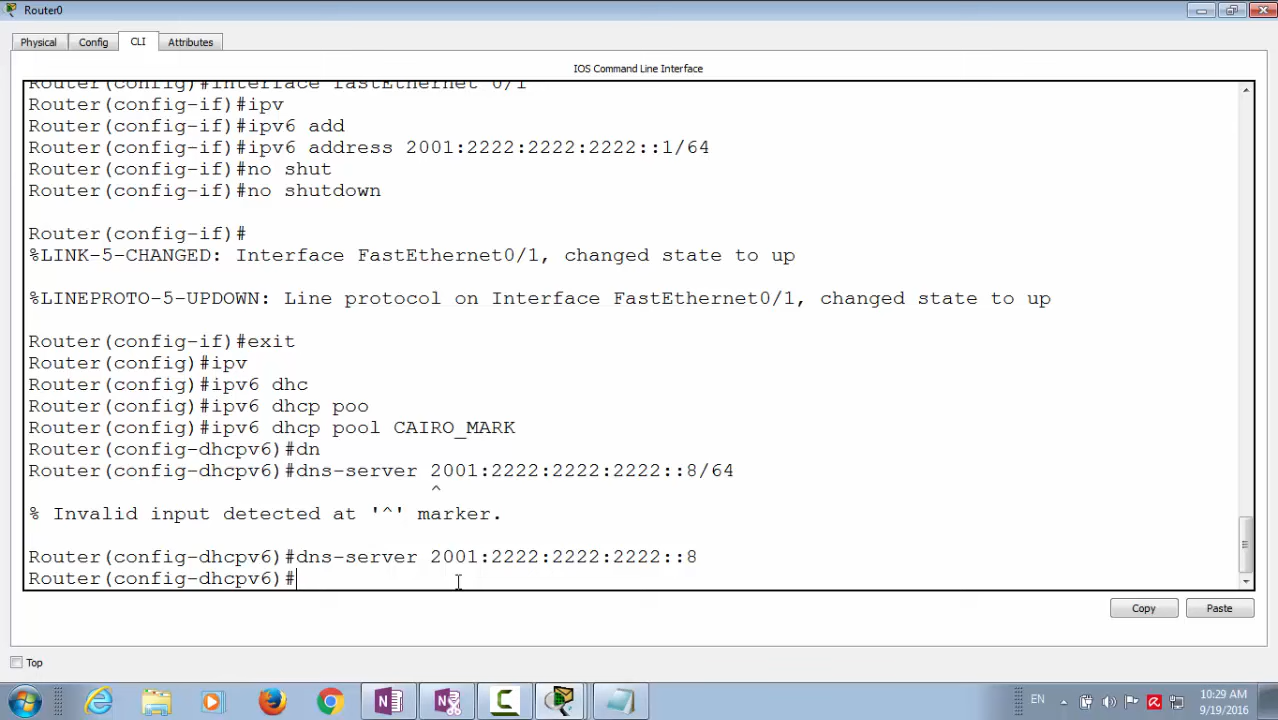 Router0
Physical Config CLI Attributes
IOS Command Line Interface
Router(config)#interface fastEthernet 0/1
Router(config-if)#ipv
Router(config-if)#ipv6 add
Router(config-if)#ipv6 address 2001:2222:2222:2222::1/64
Router(config-if)#no shut
Router(config-if)#no shutdown
Router(config-if)#
%LINK-5-CHANGED: Interface FastEthernet0/1, changed state to up
%LINEPROTO-5-UPDOWN: Line protocol on Interface FastEthernet0/1, changed state to up
Router(config-if)#exit
Router(config)#ipv
Router(config)#ipv6 dhc
Router(config)#ipv6 dhcp poo
Router(config)#ipv6 dhcp pool CAIRO_MARK
Router(config-dhcpv6)#dn
Router(config-dhcpv6)#dns-server 2001:2222:2222:2222::8/64
^
% Invalid input detected at '^' marker.
Router(config-dhcpv6)#dns-server 2001:2222:2222:2222::8
Router(config-dhcpv6)#
Copy Paste
Top
EN 10:29 AM
9/19/2016